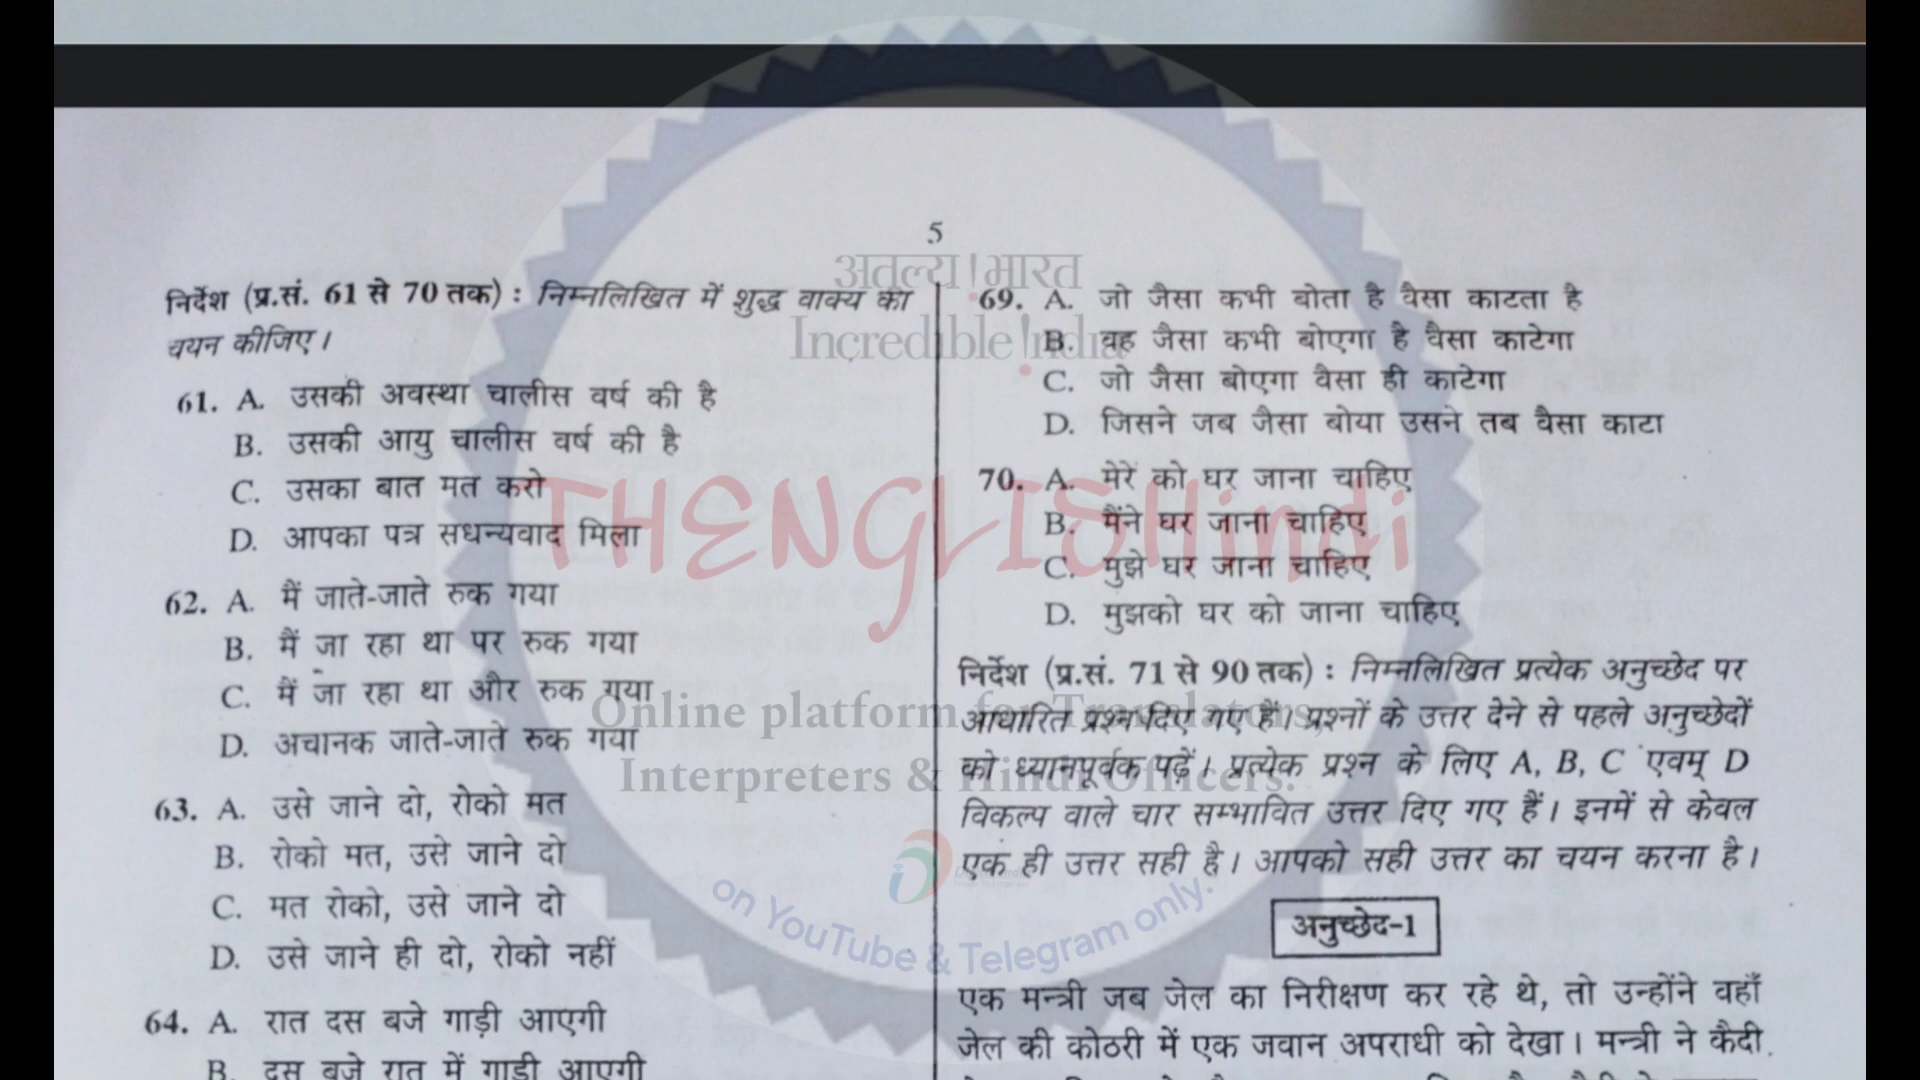 5
निर्देश (प्र.सं. 61 से 70 तक) : निम्नलिखित में शुद्ध वाक्य का
चयन कीजिए।
61. A. उसकी अवस्था चालीस वर्ष की है
B. उसकी आयु चालीस वर्ष की है
C. उसका बात मत करो
D. आपका पत्र सधन्यवाद मिला
62. A. मैं जाते-जाते रुक गया
B. मैं जा रहा था पर रुक गया
C. मैं जा रहा था और रुक गया
D. अचानक जाते-जाते रुक गया
63. A. उसे जाने दो, रोको मत
B. रोको मत, उसे जाने दो
C. मत रोको, उसे जाने दो
D. उसे जाने ही दो, रोको नहीं
64. A. रात दस बजे गाड़ी आएगी
B. दस बजे रात में गाड़ी आएगी
69. A. जो जैसा कभी बोता है वैसा काटता है
B. वह जैसा कभी बोएगा है वैसा काटेगा
C. जो जैसा बोएगा वैसा ही काटेगा
D. जिसने जब जैसा बोया उसने तब वैसा काटा
70. A. मेरे को घर जाना चाहिए
B. मैंने घर जाना चाहिए
C. मुझे घर जाना चाहिए
D. मुझको घर को जाना चाहिए
निर्देश (प्र.सं. 71 से 90 तक) : निम्नलिखित प्रत्येक अनुच्छेद पर
आधारित प्रश्न दिए गए हैं। प्रश्नों के उत्तर देने से पहले अनुच्छेदों
को ध्यानपूर्वक पढ़ें। प्रत्येक प्रश्न के लिए A, B, C एवम् D
विकल्प वाले चार सम्भावित उत्तर दिए गए हैं। इनमें से केवल
एक ही उत्तर सही है। आपको सही उत्तर का चयन करना है।
अनुच्छेद-1
एक मन्त्री जब जेल का निरीक्षण कर रहे थे, तो उन्होंने वहाँ
जेल की कोठरी में एक जवान अपराधी को देखा। मन्त्री ने कैदी
अतुल्य!भारत
Incredible!ndia
THENGLISHindi
Online platform for Translators,
Interpreters & Hindi Officers.
on YouTube & Telegram only.